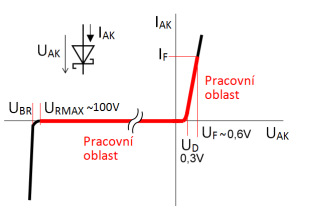 I_AK
I_AK
U_AK
I_F
Pracovní
oblast
U_BR
U_RMAX ~100V
Pracovní
oblast
U_F~0,6V
U_AK
U_D
0,3V